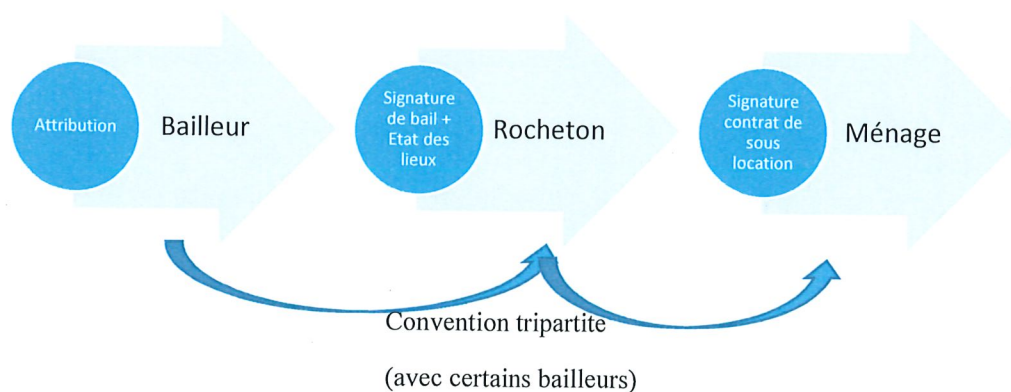 Attribution
Bailleur
Signature
de bail +
Etat des
lieux
Rocheton
Signature
contrat de
sous
location
Ménage
Convention tripartite
(avec certains bailleurs)